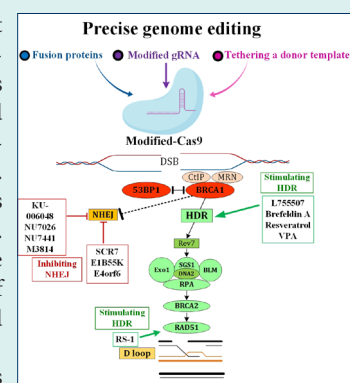 Precise genome editing
Fusion proteins
Modified gRNA
Tethering a donor template
Modified-Cas9
DSB
CtIP
MRN
53BP1
BRCA1
Stimulating
HDR
KU-
006048
NU7026
NU7441
M3814
NHEJ
HDR
L755507
Brefeldin A
Resveratrol
VPA
Inhibiting
NHEJ
SCR7
E1B55K
E4orf6
Rev7
Exo1
SGS1
DNA2
BLM
RPA
BRCA2
Stimulating
HDR
RS-1
RAD51
D loop